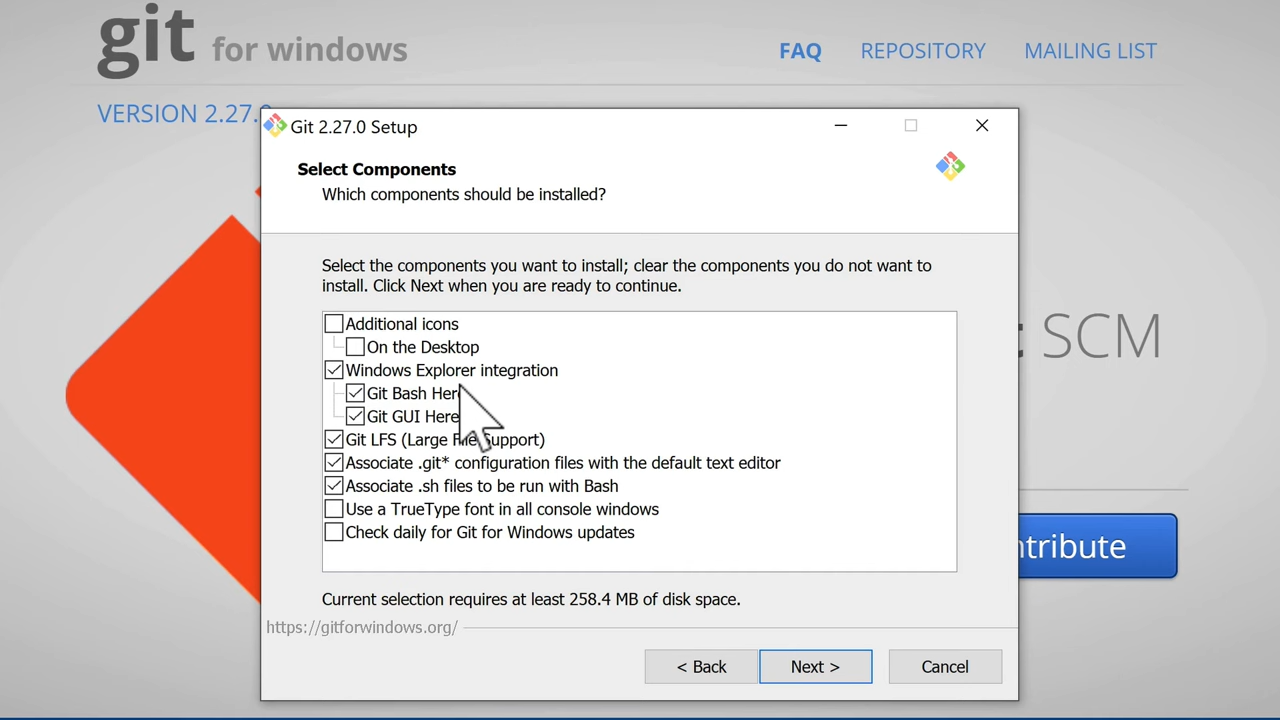 git for windows
FAQ
REPOSITORY
MAILING LIST
VERSION 2.27.0
Git 2.27.0 Setup
Select Components
Which components should be installed?
Select the components you want to install; clear the components you do not want to
install. Click Next when you are ready to continue.
Additional icons
On the Desktop
Windows Explorer integration
Git Bash Here
Git GUI Here
Git LFS (Large File Support)
Associate .git* configuration files with the default text editor
Associate .sh files to be run with Bash
Use a TrueType font in all console windows
Check daily for Git for Windows updates
SCM
ntribute
Current selection requires at least 258.4 MB of disk space.
https://gitforwindows.org/
< Back
Next >
Cancel